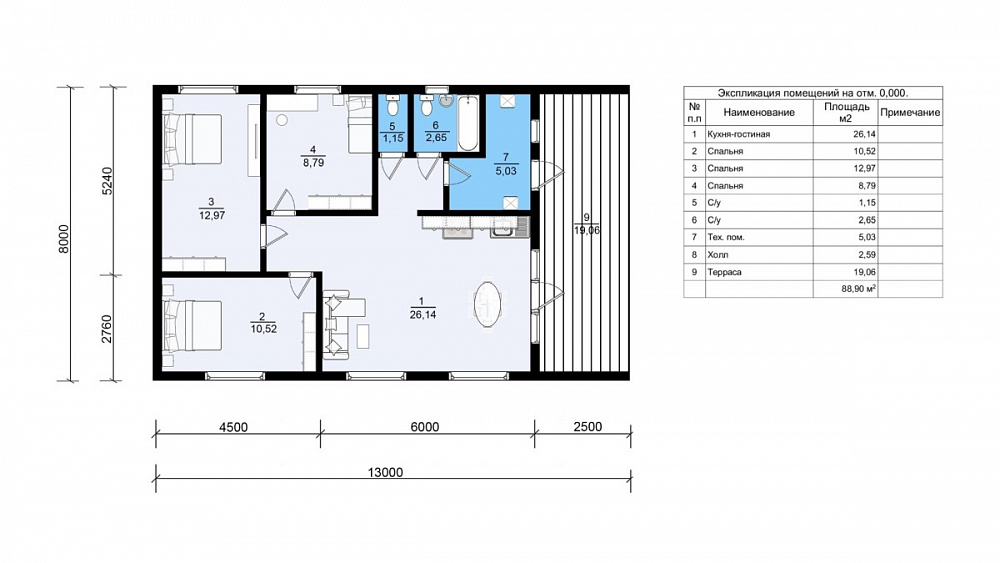 5
1,15
6
2,65
4
8,79
7
5,03
3
12,97
9
19,06
1
26,14
2
10,52
8000
5240
2760
4500 6000 2500
13000
Экспликация помещений на отм. 0,000.
№ п.п Наименование Площадь м2 Примечание
1 Кухня-гостиная 26,14
2 Спальня 10,52
3 Спальня 12,97
4 Спальня 8,79
5 С/у 1,15
6 С/у 2,65
7 Тех. пом. 5,03
8 Холл 2,59
9 Терраса 19,06
88,90 м²